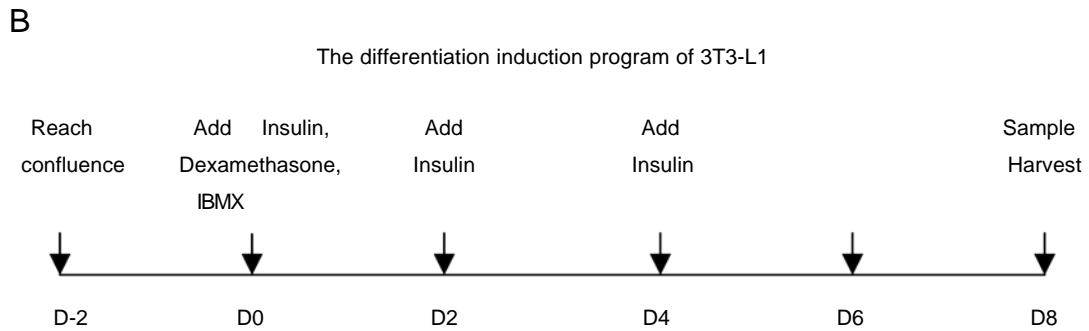 B
The differentiation induction program of 3T3-L1
Reach confluence
Add Insulin, Dexamethasone, IBMX
Add Insulin
Add Insulin
Sample Harvest
D-2 D0 D2 D4 D6 D8